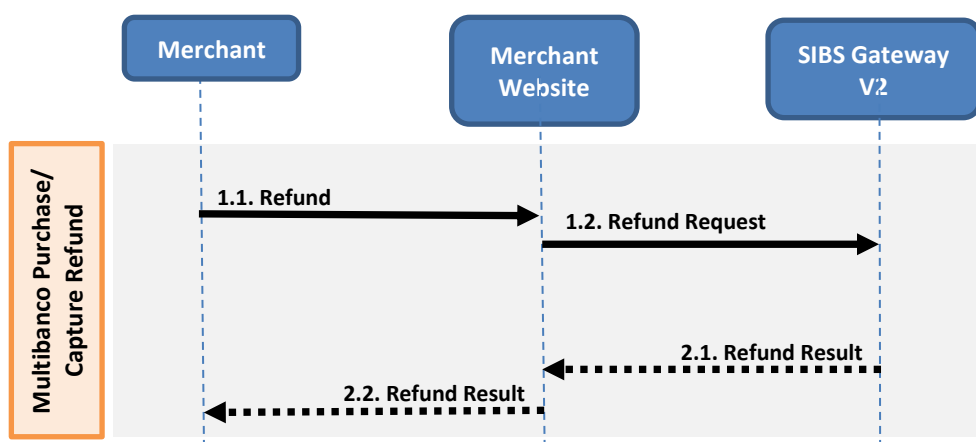 Merchant
Merchant
Website
SIBS Gateway
V2
Multibanco Purchase/
Capture Refund
1.1. Refund
1.2. Refund Request
2.1. Refund Result
2.2. Refund Result